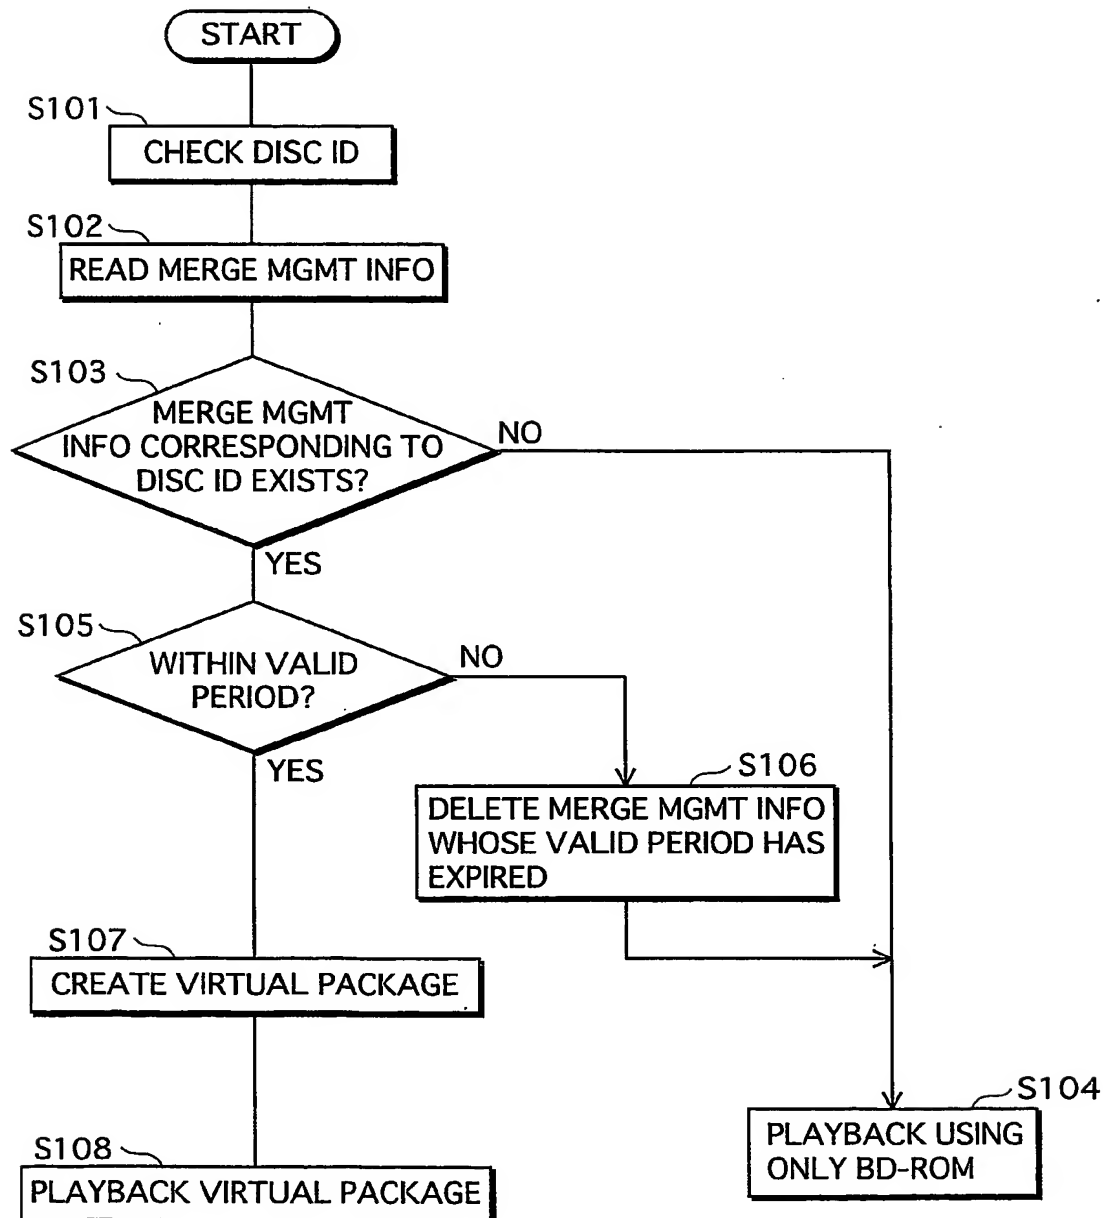 START
S101
CHECK DISC ID
S102
READ MERGE MGMT INFO
S103
MERGE MGMT
INFO CORRESPONDING TO
DISC ID EXISTS?
NO
YES
S105
WITHIN VALID
PERIOD?
NO
YES
S106
DELETE MERGE MGMT INFO
WHOSE VALID PERIOD HAS
EXPIRED
S107
CREATE VIRTUAL PACKAGE
S104
PLAYBACK USING
ONLY BD-ROM
S108
PLAYBACK VIRTUAL PACKAGE